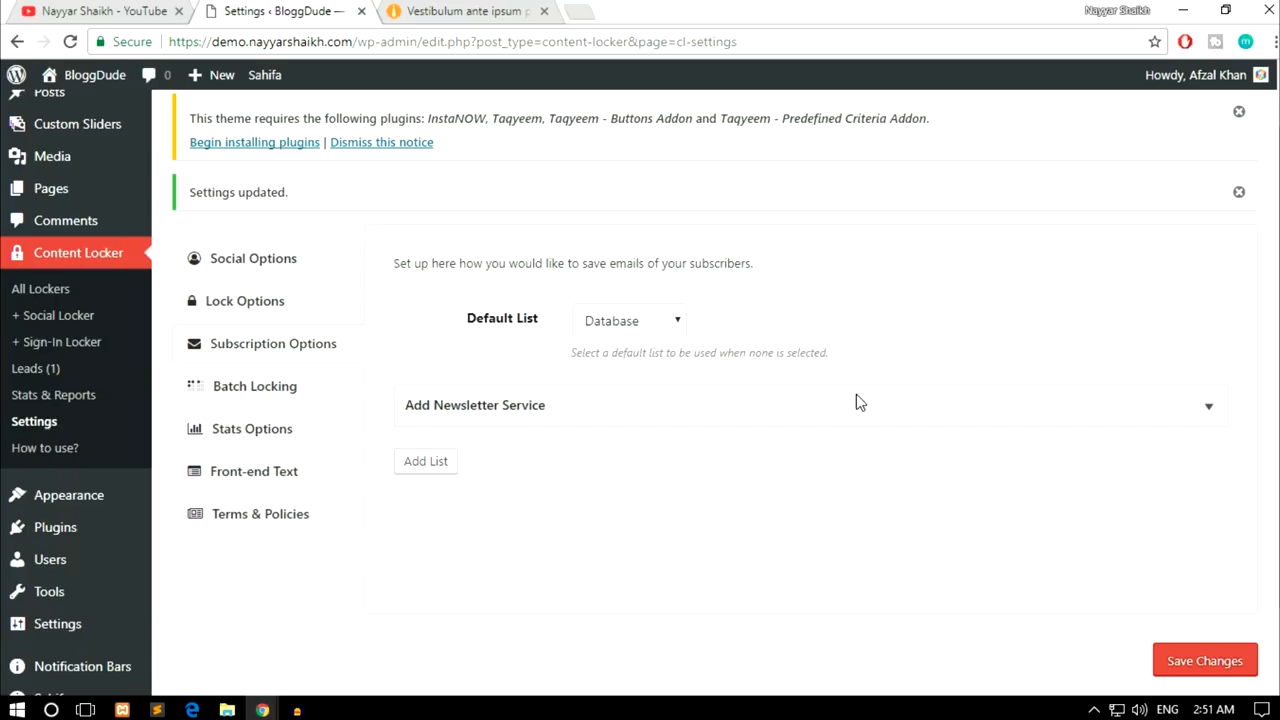 Nayyar Shaikh - YouTube
Settings ‹ BloggDude —
Vestibulum ante ipsum p
Nayyar Shaikh
Secure
https://demo.nayyarshaikh.com/wp-admin/edit.php?post_type=content-locker&page=cl-settings
BloggDude
0
New
Sahifa
Howdy, Afzal Khan
Posts
Custom Sliders
Media
Pages
Comments
Content Locker
All Lockers
+ Social Locker
+ Sign-In Locker
Leads (1)
Stats & Reports
Settings
How to use?
Appearance
Plugins
Users
Tools
Settings
Notification Bars
This theme requires the following plugins: InstaNOW, Taqyeem, Taqyeem - Buttons Addon and Taqyeem - Predefined Criteria Addon.
Begin installing plugins | Dismiss this notice
Settings updated.
Social Options
Lock Options
Subscription Options
Batch Locking
Stats Options
Front-end Text
Terms & Policies
Set up here how you would like to save emails of your subscribers.
Default List
Database
Select a default list to be used when none is selected.
Add Newsletter Service
Add List
Save Changes
ENG
2:51 AM